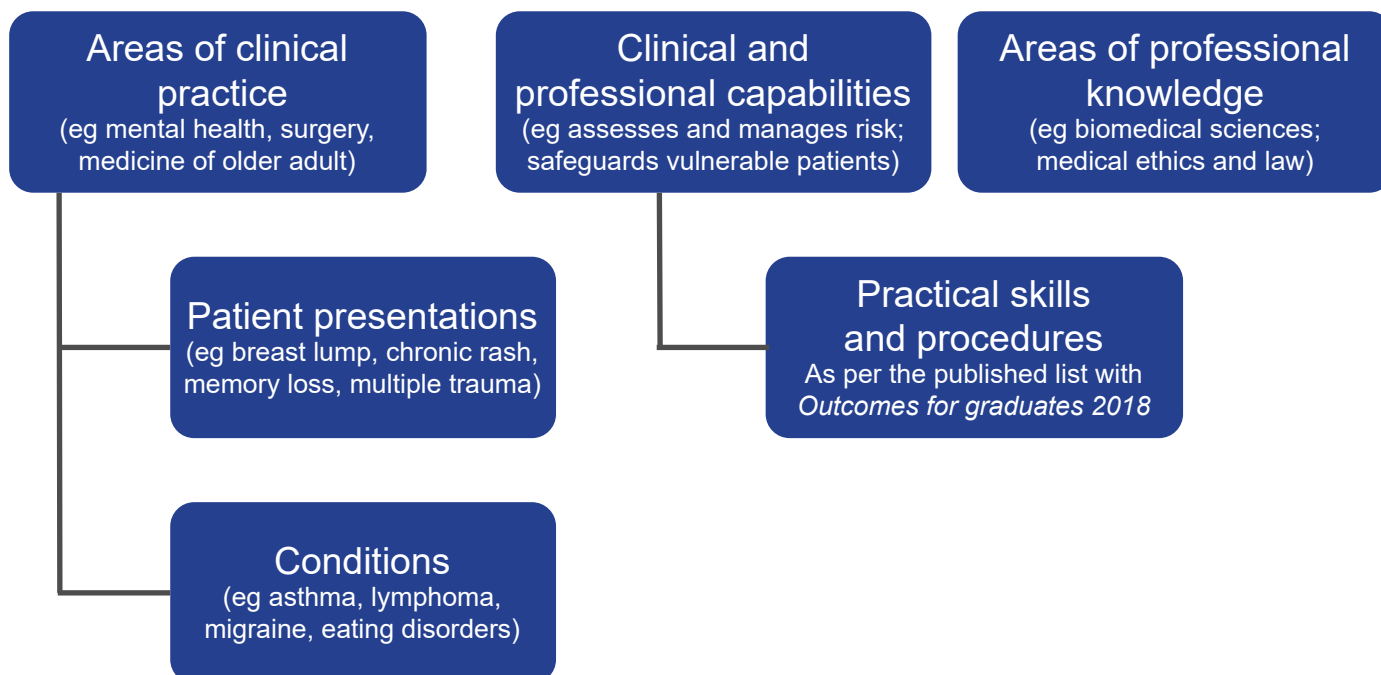 Areas of clinical
practice
(eg mental health, surgery,
medicine of older adult)
Clinical and
professional capabilities
(eg assesses and manages risk;
safeguards vulnerable patients)
Areas of professional
knowledge
(eg biomedical sciences;
medical ethics and law)
Patient presentations
(eg breast lump, chronic rash,
memory loss, multiple trauma)
Practical skills
and procedures
As per the published list with
Outcomes for graduates 2018
Conditions
(eg asthma, lymphoma,
migraine, eating disorders)